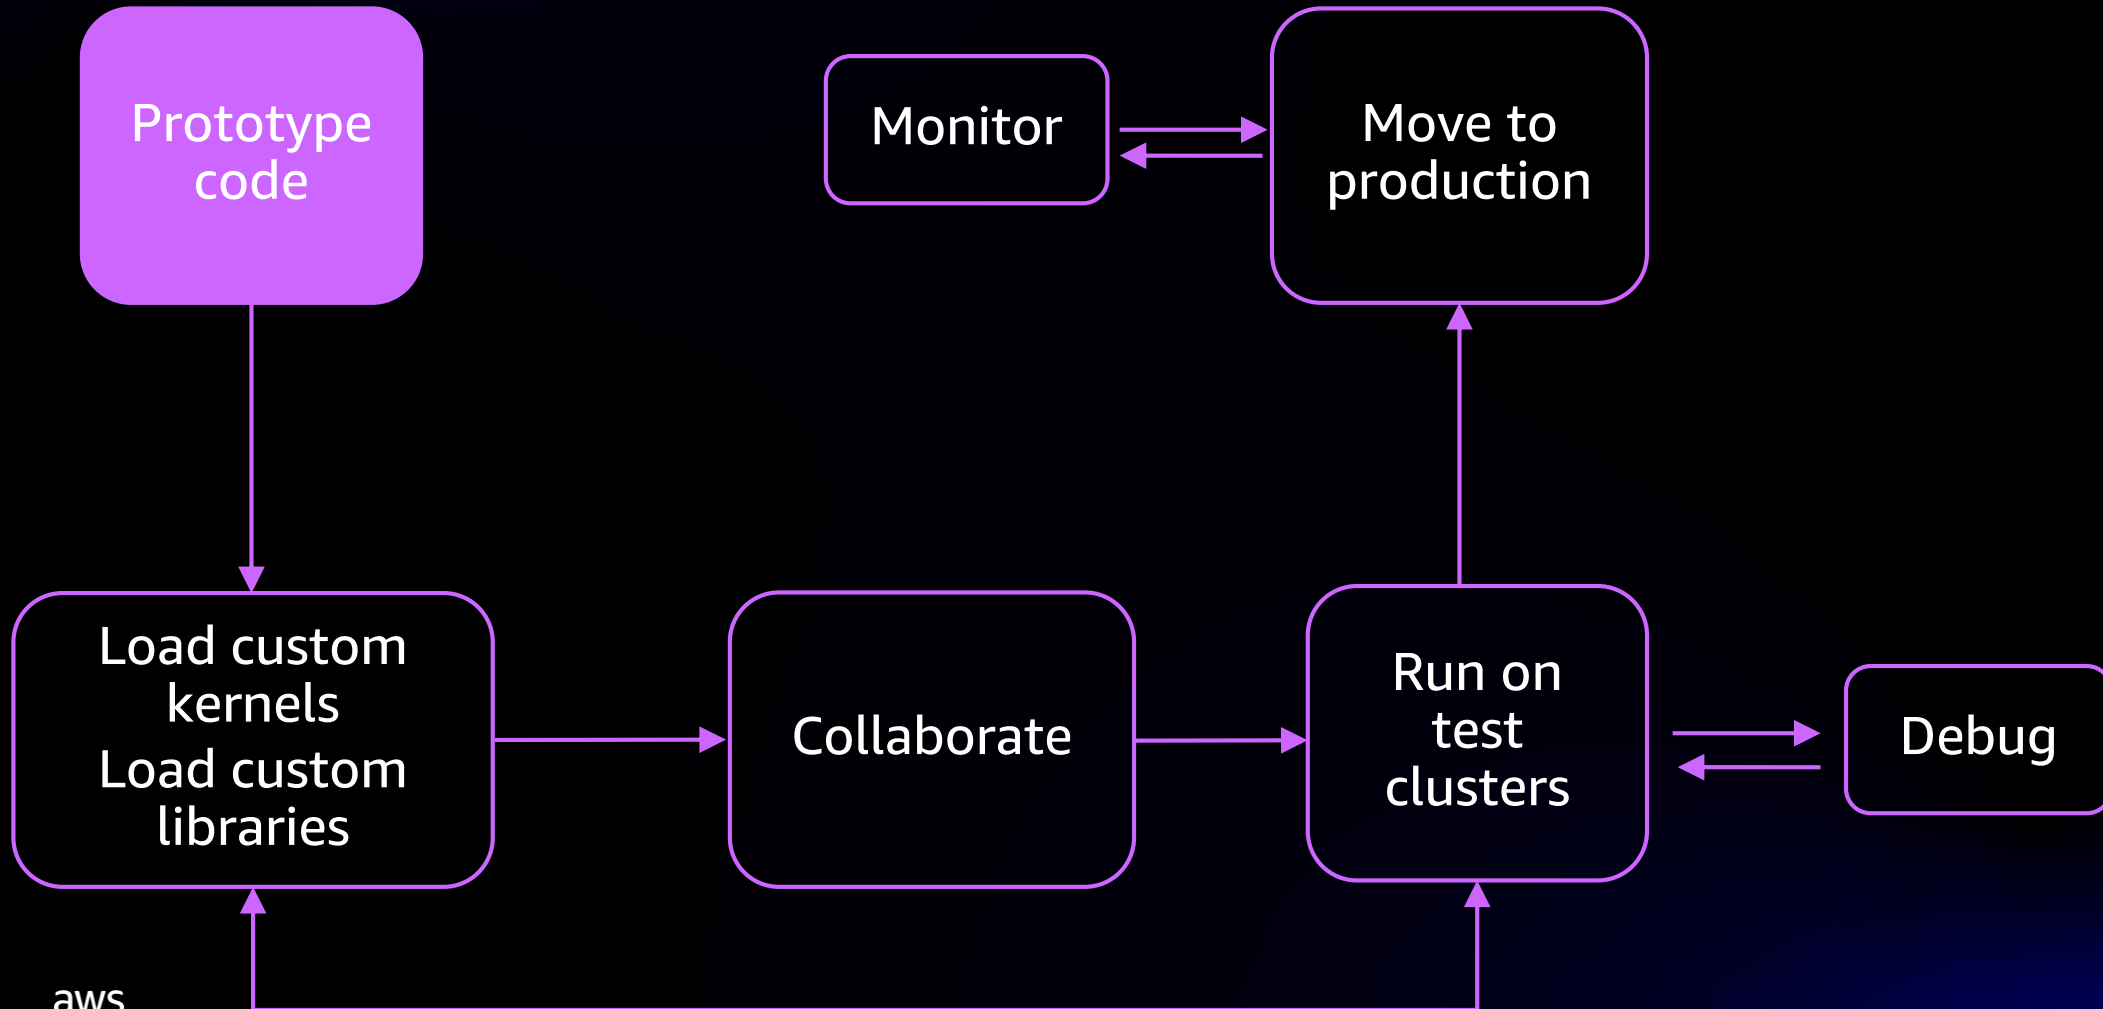 Prototype
code
Monitor
Move to
production
Load custom
kernels
Load custom
libraries
Collaborate
Run on
test
clusters
Debug
aws